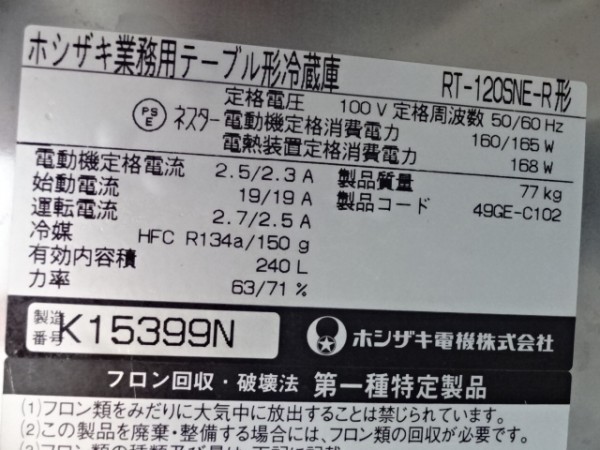 ホシザキ業務用テーブル形冷蔵庫 RT-120SNE-R形
定格電圧 100V 定格周波数 50/60 Hz
PS E ネスター 電動機定格消費電力 160/165 W
電熱装置定格消費電力 168 W
電動機定格電流 2.5/2.3 A 製品質量 77 kg
始動電流 19/19 A 製品コード 49GE-C102
運転電流 2.7/2.5 A
冷媒 HFC R134a/150 g
有効内容積 240 L
力率 63/71 %
製造番号 K15399N ホシザキ電機株式会社
フロン回収・破壊法 第一種特定製品
(1)フロン類をみだりに大気中に放出することは禁じられています。
(2)この製品を廃棄・整備する場合には、フロン類の回収が必要です。